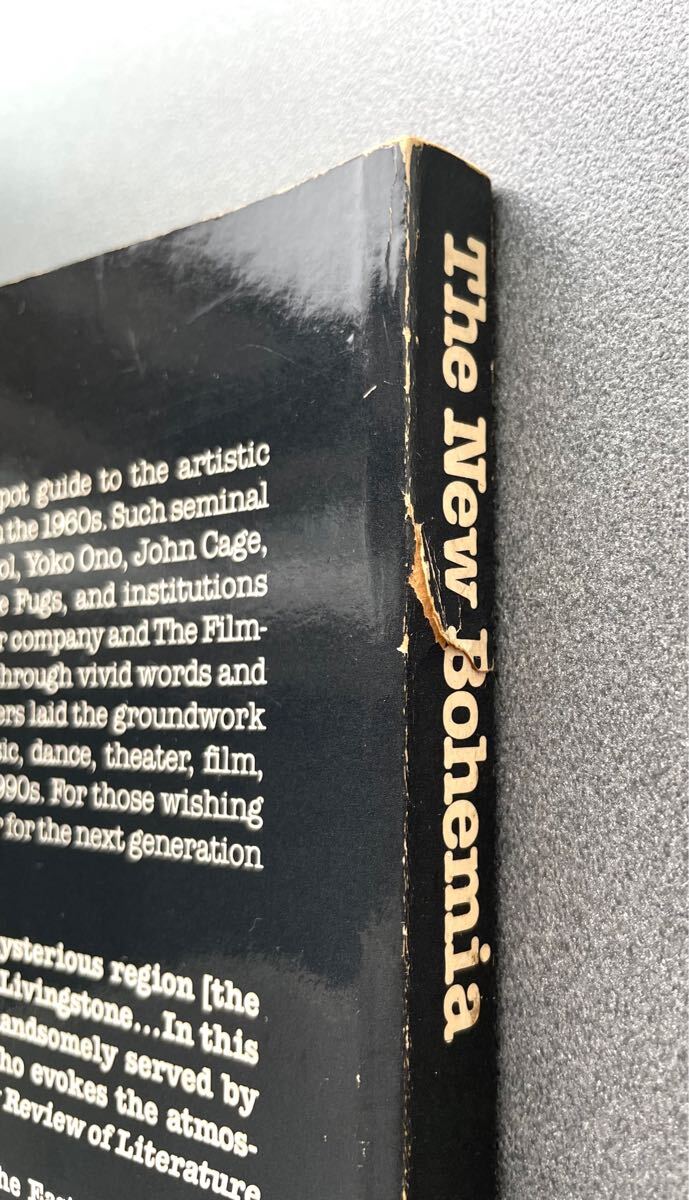 pot guide to the artistic
the 1960s. Such seminal
ol, Yoko Ono, John Cage,
e Fugs, and institutions
r company and The Film-
through vivid words and
ers laid the groundwork
ic, dance, theater, film,
990s. For those wishing
r for the next generation
ysterious region [the
Livingstone...In this
andsomely served by
ho evokes the atmos-
Review of Literature
he
The New Bohemia